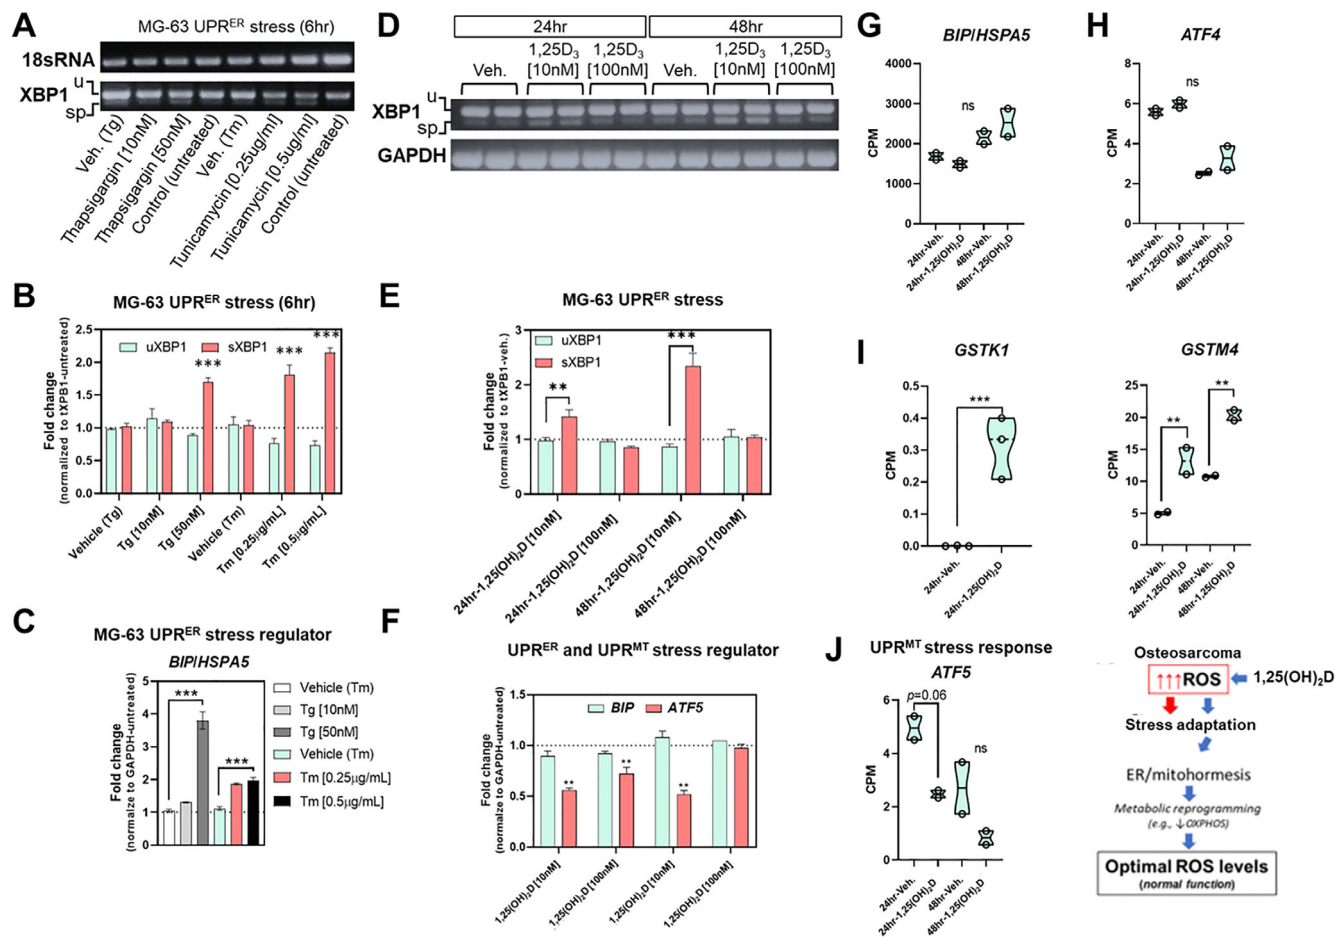 A
MG-63 UPRᴱᴿ stress (6hr)
18sRNA
XBP1
u
sp
Veh. (Tg)
Thapsigargin [10nM]
Thapsigargin [50nM]
Control (untreated)
Veh. (Tm)
Tunicamycin [0.25ug/ml]
Tunicamycin [0.5ug/ml]
Control (untreated)
B
MG-63 UPRᴱᴿ stress (6hr)
Fold change
(normalized to tXPB1-untreated)
2.5
2.0
1.5
1.0
0.5
0.0
uXBP1
sXBP1
***
***
***
Vehicle (Tg)
Tg [10nM]
Tg [50nM]
Vehicle (Tm)
Tm [0.25µg/mL]
Tm [0.5µg/mL]
C
MG-63 UPRᴱᴿ stress regulator
BIP/HSPA5
Fold change
(normalize to GAPDH-untreated)
5
4
3
2
1
0
***
***
Vehicle (Tm)
Tg [10nM]
Tg [50nM]
Vehicle (Tm)
Tm [0.25µg/mL]
Tm [0.5µg/mL]
D
24hr
48hr
Veh.
1,25D₃
[10nM]
1,25D₃
[100nM]
Veh.
1,25D₃
[10nM]
1,25D₃
[100nM]
XBP1
u
sp
GAPDH
E
MG-63 UPRᴱᴿ stress
Fold change
(normalized to tXPB1-veh.)
3
2
1
0
uXBP1
sXBP1
**
***
24hr-1,25(OH)₂D [10nM]
24hr-1,25(OH)₂D [100nM]
48hr-1,25(OH)₂D [10nM]
48hr-1,25(OH)₂D [100nM]
F
UPRᴱᴿ and UPRᴹᵀ stress regulator
Fold change
(normalze to GAPDH-untreated)
1.5
1.0
0.5
0.0
BIP
ATF5
**
**
**
1,25(OH)₂D [10nM]
1,25(OH)₂D [100nM]
1,25(OH)₂D [10nM]
1,25(OH)₂D [100nM]
G
BIP/HSPA5
CPM
4000
3000
2000
1000
0
ns
24hr-Veh.
24hr-1,25(OH)₂D
48hr-Veh.
48hr-1,25(OH)₂D
H
ATF4
CPM
8
6
4
2
0
ns
24hr-Veh.
24hr-1,25(OH)₂D
48hr-Veh.
48hr-1,25(OH)₂D
I
GSTK1
CPM
0.5
0.4
0.3
0.2
0.1
0.0
***
24hr-Veh.
24hr-1,25(OH)₂D
GSTM4
CPM
25
20
15
10
5
0
**
**
24hr-Veh.
24hr-1,25(OH)₂D
48hr-Veh.
48hr-1,25(OH)₂D
J
UPRᴹᵀ stress response
ATF5
CPM
6
4
2
0
p=0.06
ns
24hr-Veh.
24hr-1,25(OH)₂D
48hr-Veh.
48hr-1,25(OH)₂D
Osteosarcoma
↑↑↑ROS
1,25(OH)₂D
Stress adaptation
ER/mitohormesis
Metabolic reprogramming
(e.g., ↓OXPHOS)
Optimal ROS levels
(normal function)